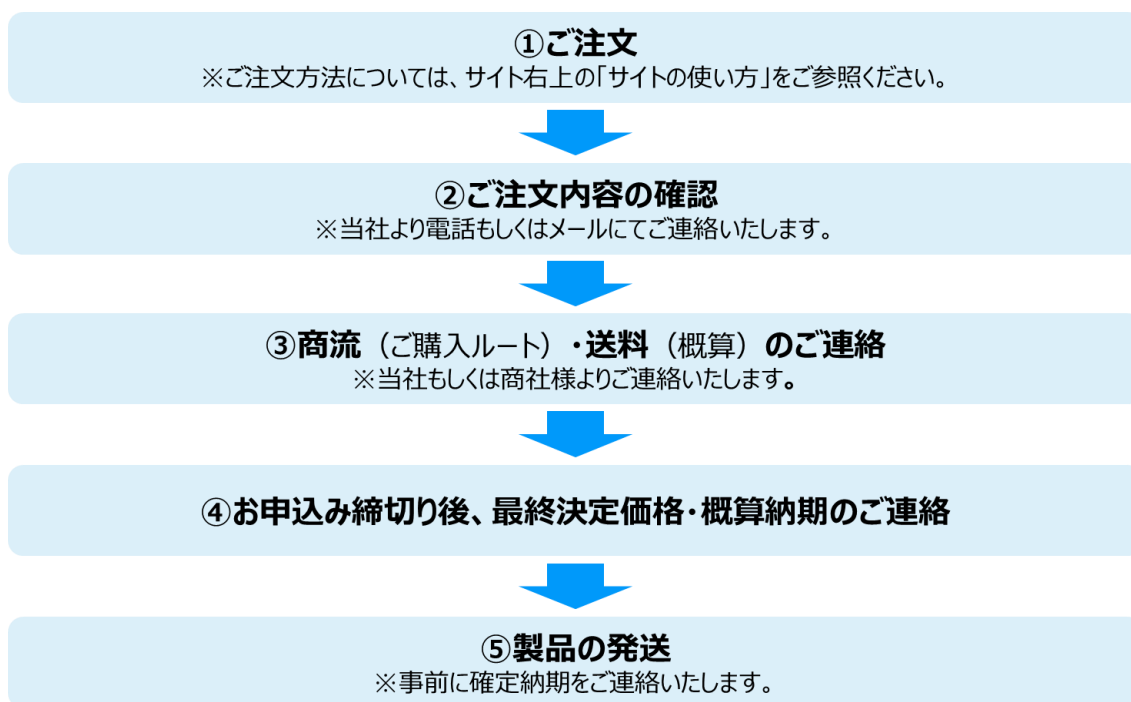 ①ご注文
※ご注文方法については、サイト右上の「サイトの使い方」をご参照ください。
②ご注文内容の確認
※当社より電話もしくはメールにてご連絡いたします。
③商流（ご購入ルート）・送料（概算）のご連絡
※当社もしくは商社様よりご連絡いたします。
④お申込み締切り後、最終決定価格・概算納期のご連絡
⑤製品の発送
※事前に確定納期をご連絡いたします。